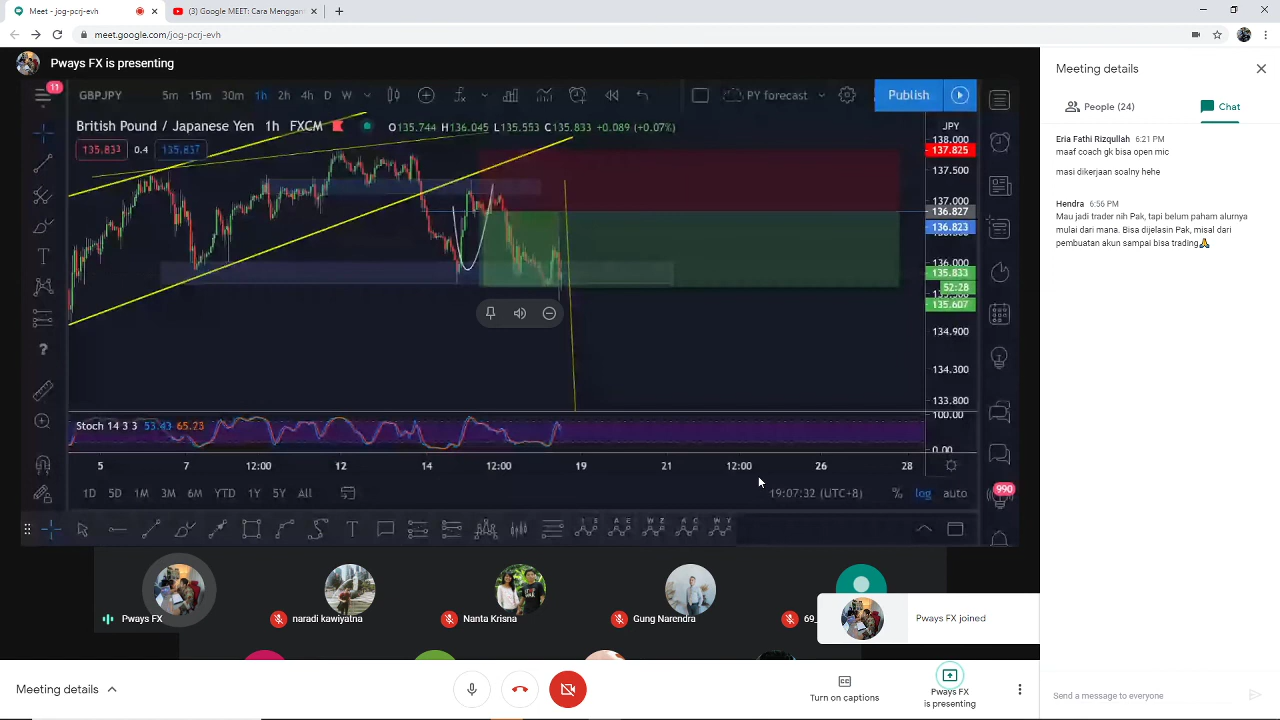 Meet - jog-pcrj-evh
(3) Google MEET: Cara Menggan
meet.google.com/jog-pcrj-evh
Pways FX is presenting
11
GBPJPY 5m 15m 30m 1h 2h 4h D W PY forecast Publish
British Pound / Japanese Yen 1h FXCM O135.744 H136.045 L135.553 C135.833 +0.089 (+0.07%)
135.833 0.4 135.837
JPY
138.000
137.825
137.500
137.000
136.827
136.823
136.000
135.833
52:28
135.607
134.900
134.300
133.800
100.00
0.00
Stoch 14 3 3 53.43 65.23
5 7 12:00 12 14 12:00 19 21 12:00 26 28
1D 5D 1M 3M 6M YTD 1Y 5Y All 19:07:32 (UTC+8) % log auto
990
Pways FX
naradi kawiyatna
Nanta Krisna
Gung Narendra
69_
Pways FX joined
Meeting details
Turn on captions
Pways FX
is presenting
Meeting details
People (24)
Chat
Eria Fathi Rizqullah 6:21 PM
maaf coach gk bisa open mic
masi dikerjaan soalny hehe
Hendra 6:56 PM
Mau jadi trader nih Pak, tapi belum paham alurnya
mulai dari mana. Bisa dijelasin Pak, misal dari
pembuatan akun sampai bisa trading🙏
Send a message to everyone